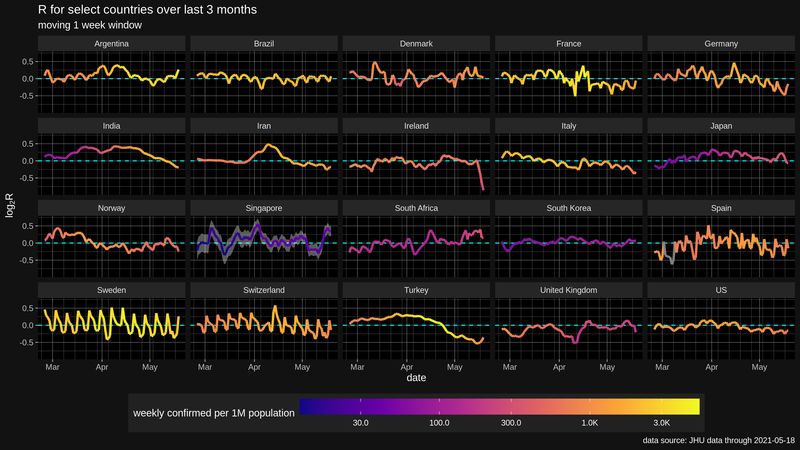 R for select countries over last 3 months
moving 1 week window
Argentina Brazil Denmark France Germany
0.5
0.0
-0.5
India Iran Ireland Italy Japan
0.5
0.0
-0.5
Norway Singapore South Africa South Korea Spain
0.5
0.0
-0.5
Sweden Switzerland Turkey United Kingdom US
0.5
0.0
-0.5
log₂R
Mar Apr May Mar Apr May Mar Apr May Mar Apr May Mar Apr May
date
weekly confirmed per 1M population
30.0 100.0 300.0 1.0K 3.0K
data source: JHU data through 2021-05-18